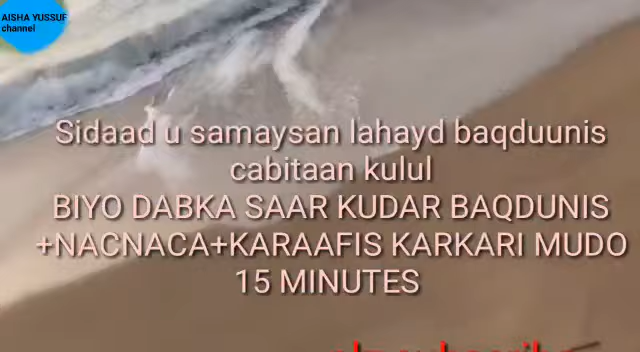 AISHA YUSSUF
channel
Sidaad u samaysan lahayd baqduunis
cabitaan kulul
BIYO DABKA SAAR KUDAR BAQDUNIS
+NACNACA+KARAAFIS KARKARI MUDO
15 MINUTES